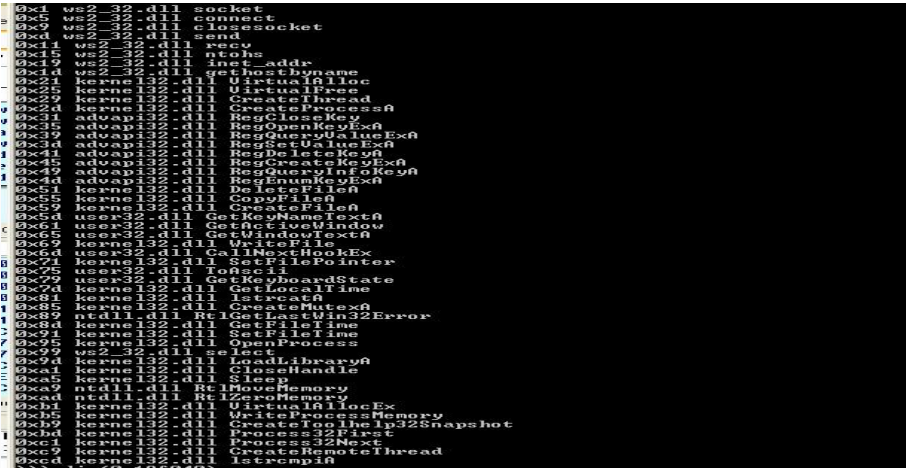 0x1 ws2_32.dll socket
0x5 ws2_32.dll connect
0x9 ws2_32.dll closesocket
0xd ws2_32.dll send
0x11 ws2_32.dll recv
0x15 ws2_32.dll ntohs
0x19 ws2_32.dll inet_addr
0x1d ws2_32.dll gethostbyname
0x21 kernel32.dll VirtualAlloc
0x25 kernel32.dll VirtualFree
0x29 kernel32.dll CreateThread
0x2d kernel32.dll CreateProcessA
0x31 advapi32.dll RegCloseKey
0x35 advapi32.dll RegOpenKeyExA
0x39 advapi32.dll RegQueryValueExA
0x3d advapi32.dll RegSetValueExA
0x41 advapi32.dll RegDeleteKeyA
0x45 advapi32.dll RegCreateKeyExA
0x49 advapi32.dll RegQueryInfoKeyA
0x4d advapi32.dll RegEnumKeyExA
0x51 kernel32.dll DeleteFileA
0x55 kernel32.dll CopyFileA
0x59 kernel32.dll CreateFileA
0x5d user32.dll GetKeyNameTextA
0x61 user32.dll GetActiveWindow
0x65 user32.dll GetWindowTextA
0x69 kernel32.dll WriteFile
0x6d user32.dll CallNextHookEx
0x71 kernel32.dll SetFilePointer
0x75 user32.dll ToAscii
0x79 user32.dll GetKeyboardState
0x7d kernel32.dll GetLocalTime
0x81 kernel32.dll lstrcatA
0x85 kernel32.dll CreateMutexA
0x89 ntdll.dll RtlGetLastWin32Error
0x8d kernel32.dll GetFileTime
0x91 kernel32.dll SetFileTime
0x95 kernel32.dll OpenProcess
0x99 ws2_32.dll select
0x9d kernel32.dll LoadLibraryA
0xa1 kernel32.dll CloseHandle
0xa5 kernel32.dll Sleep
0xa9 ntdll.dll RtlMoveMemory
0xad ntdll.dll RtlZeroMemory
0xb1 kernel32.dll VirtualAllocEx
0xb5 kernel32.dll WriteProcessMemory
0xb9 kernel32.dll CreateToolhelp32Snapshot
0xbd kernel32.dll Process32First
0xc1 kernel32.dll Process32Next
0xc9 kernel32.dll CreateRemoteThread
0xcd kernel32.dll lstrcmpiA